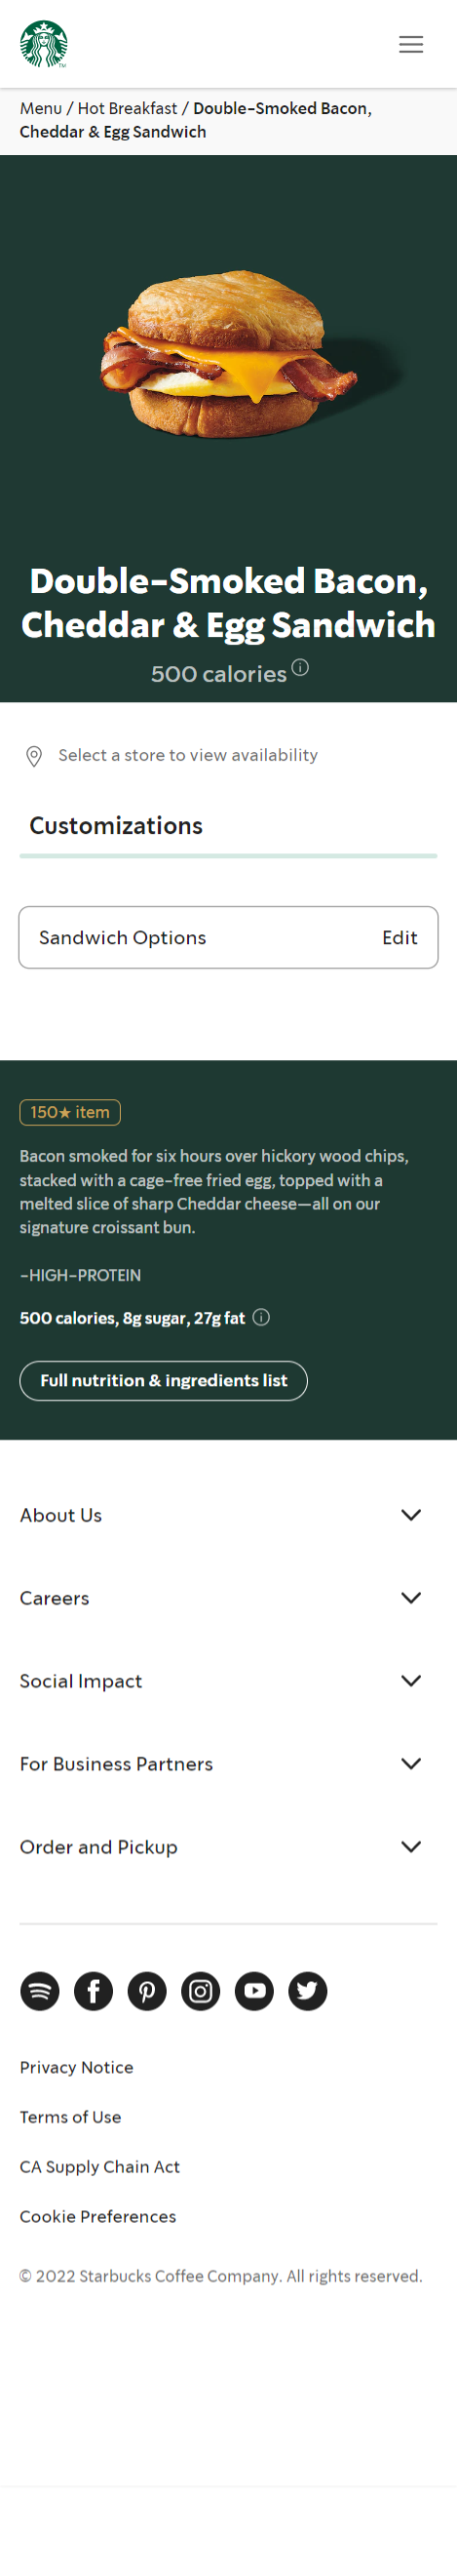 TM
Menu / Hot Breakfast / Double-Smoked Bacon,
Cheddar & Egg Sandwich
Double-Smoked Bacon,
Cheddar & Egg Sandwich
500 calories
Select a store to view availability
Customizations
Sandwich Options Edit
150★ item
Bacon smoked for six hours over hickory wood chips,
stacked with a cage-free fried egg, topped with a
melted slice of sharp Cheddar cheese—all on our
signature croissant bun.
-HIGH-PROTEIN
500 calories, 8g sugar, 27g fat
Full nutrition & ingredients list
About Us
Careers
Social Impact
For Business Partners
Order and Pickup
Privacy Notice
Terms of Use
CA Supply Chain Act
Cookie Preferences
© 2022 Starbucks Coffee Company. All rights reserved.